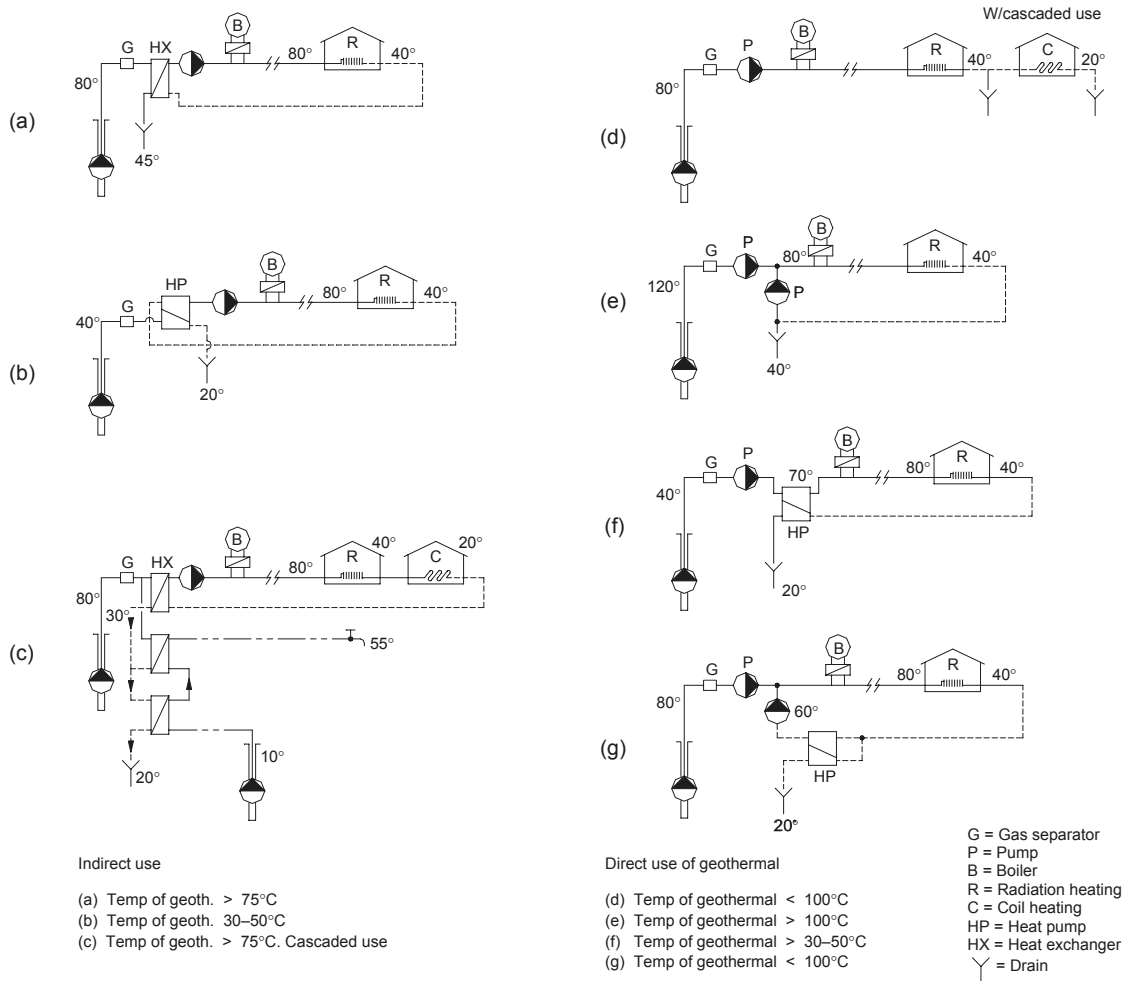 W/cascaded use
(a)
G HX B R
80° 80° 40°
45°
(b)
G HP B R
40° 80° 40°
20°
(c)
G HX B R C
80° 80° 40° 20°
30°
55°
10°
20°
(d)
G P B R C
80° 40° 20°
(e)
G P B R
120° 80° 40°
P
40°
(f)
G P B R
40° 70° 80° 40°
HP
20°
(g)
G P B R
80° 80° 40°
60°
HP
20°
Indirect use
(a) Temp of geoth. > 75°C
(b) Temp of geoth. 30–50°C
(c) Temp of geoth. > 75°C. Cascaded use
Direct use of geothermal
(d) Temp of geothermal < 100°C
(e) Temp of geothermal > 100°C
(f) Temp of geothermal > 30–50°C
(g) Temp of geothermal < 100°C
G = Gas separator
P = Pump
B = Boiler
R = Radiation heating
C = Coil heating
HP = Heat pump
HX = Heat exchanger
= Drain